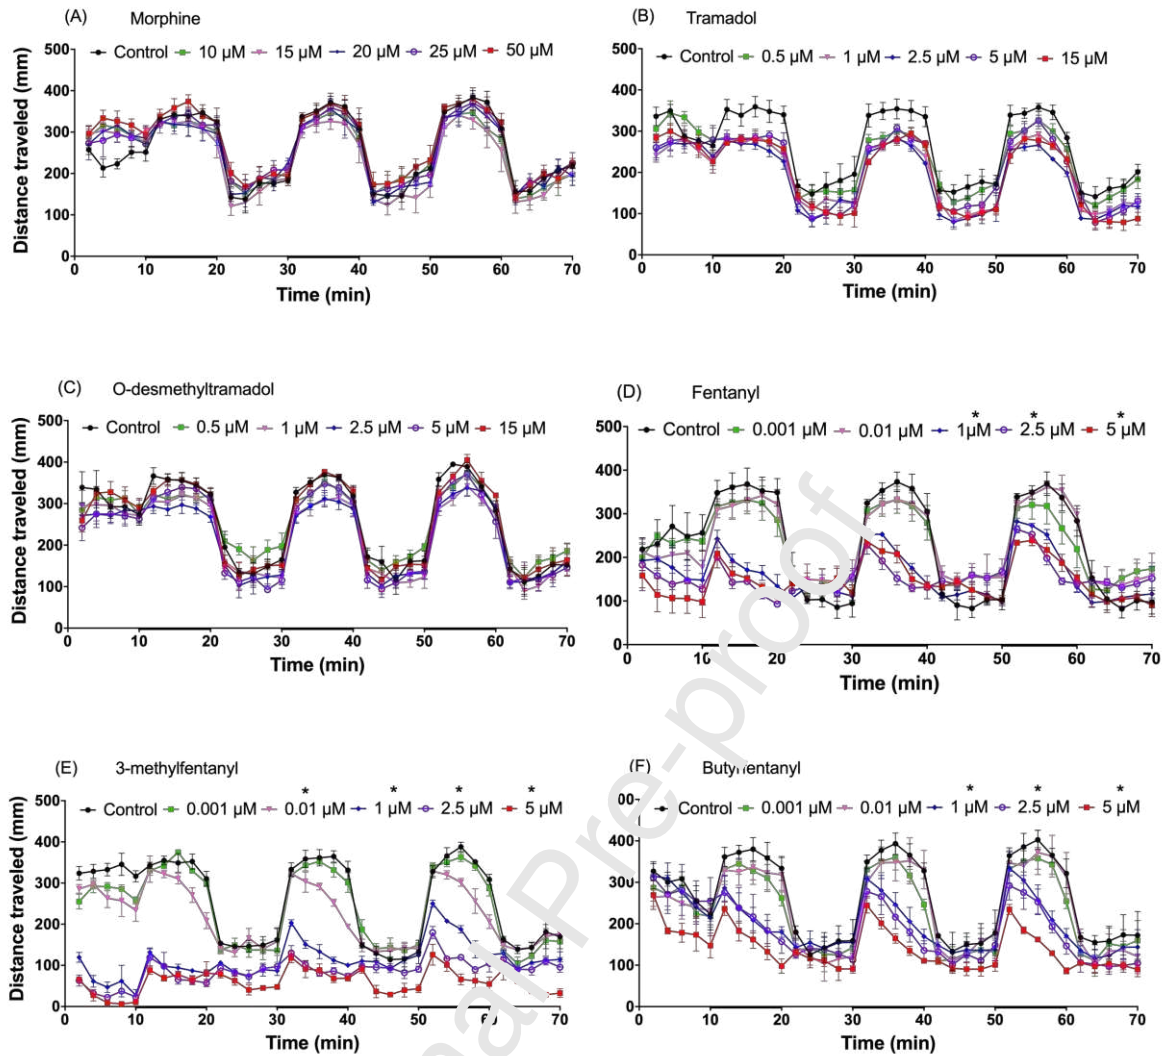 (A) Morphine
Control 10 µM 15 µM 20 µM 25 µM 50 µM
Distance traveled (mm)
500
400
300
200
100
0
0 10 20 30 40 50 60 70
Time (min)
(B) Tramadol
Control 0.5 µM 1 µM 2.5 µM 5 µM 15 µM
500
400
300
200
100
0
0 10 20 30 40 50 60 70
Time (min)
(C) O-desmethyltramadol
Control 0.5 µM 1 µM 2.5 µM 5 µM 15 µM
Distance traveled (mm)
500
400
300
200
100
0
0 10 20 30 40 50 60 70
Time (min)
(D) Fentanyl
* * *
Control 0.001 µM 0.01 µM 1µM 2.5 µM 5 µM
500
400
300
200
100
0
0 16 20 30 40 50 60 70
Time (min)
(E) 3-methylfentanyl
* * * *
Control 0.001 µM 0.01 µM 1 µM 2.5 µM 5 µM
Distance traveled (mm)
500
400
300
200
100
0
0 10 20 30 40 50 60 70
Time (min)
(F)
* * *
Control 0.001 µM 0.01 µM 1 µM 2.5 µM 5 µM
400
300
200
100
0
0 10 20 30 40 50 60 70
Time (min)
Pre-proof